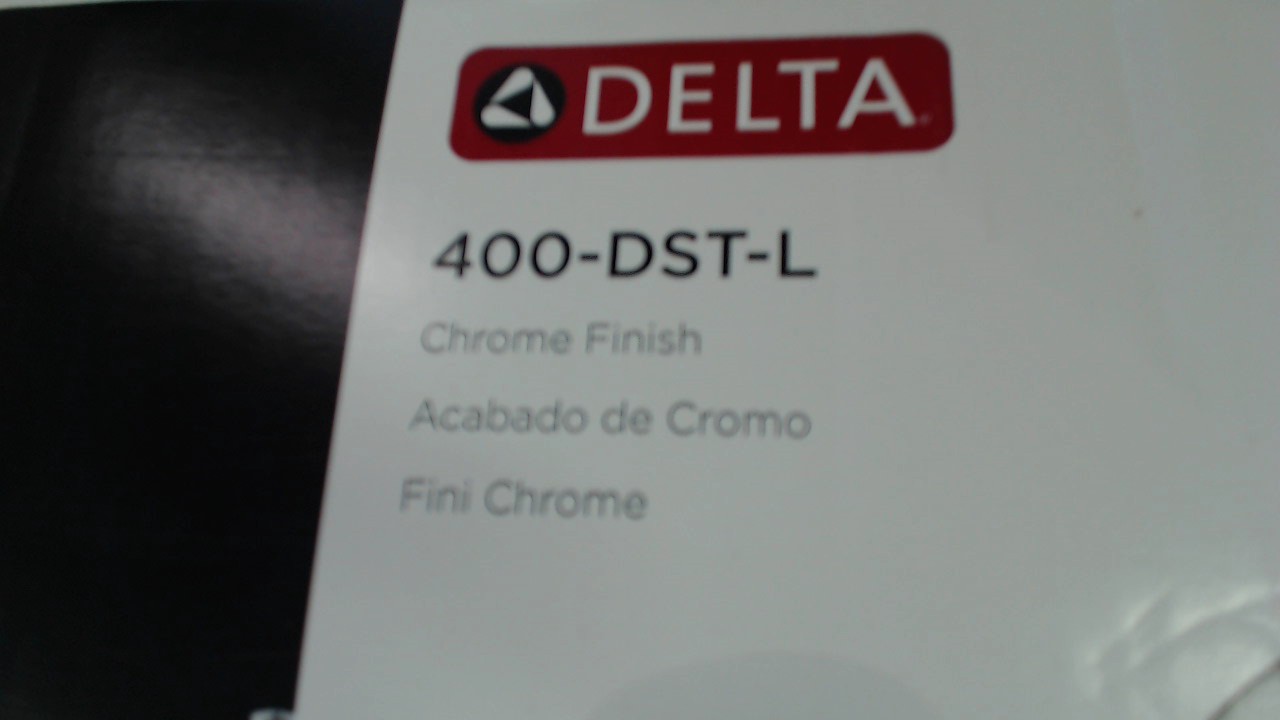 DELTA
400-DST-L
Chrome Finish
Acabado de Cromo
Fini Chrome